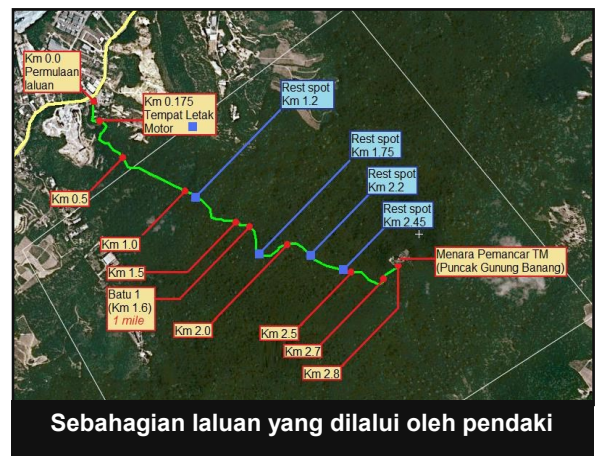 Km 0.0
Permulaan
laluan
Km 0.175
Tempat Letak
Motor
Rest spot
Km 1.2
Rest spot
Km 1.75
Rest spot
Km 2.2
Rest spot
Km 2.45
Km 0.5
Km 1.0
Km 1.5
Batu 1
(Km 1.6)
1 mile
Km 2.0
Km 2.5
Km 2.7
Km 2.8
Menara Pemancar TM
(Puncak Gunung Banang)
Sebahagian laluan yang dilalui oleh pendaki